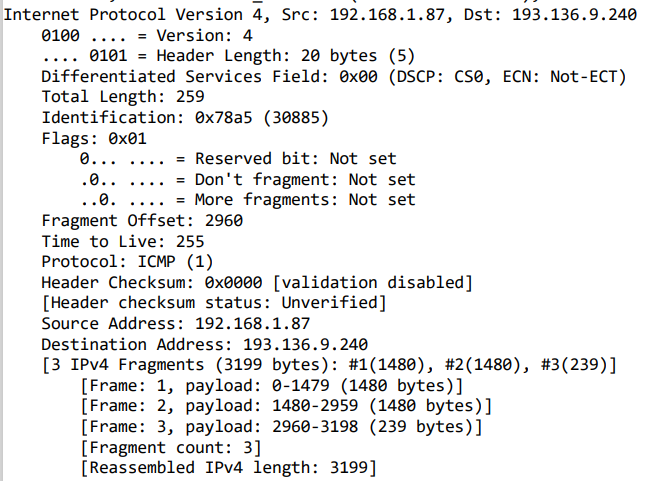 Internet Protocol Version 4, Src: 192.168.1.87, Dst: 193.136.9.240
0100 .... = Version: 4
.... 0101 = Header Length: 20 bytes (5)
Differentiated Services Field: 0x00 (DSCP: CS0, ECN: Not-ECT)
Total Length: 259
Identification: 0x78a5 (30885)
Flags: 0x01
0... .... = Reserved bit: Not set
.0.. .... = Don't fragment: Not set
..0. .... = More fragments: Not set
Fragment Offset: 2960
Time to Live: 255
Protocol: ICMP (1)
Header Checksum: 0x0000 [validation disabled]
[Header checksum status: Unverified]
Source Address: 192.168.1.87
Destination Address: 193.136.9.240
[3 IPv4 Fragments (3199 bytes): #1(1480), #2(1480), #3(239)]
[Frame: 1, payload: 0-1479 (1480 bytes)]
[Frame: 2, payload: 1480-2959 (1480 bytes)]
[Frame: 3, payload: 2960-3198 (239 bytes)]
[Fragment count: 3]
[Reassembled IPv4 length: 3199]